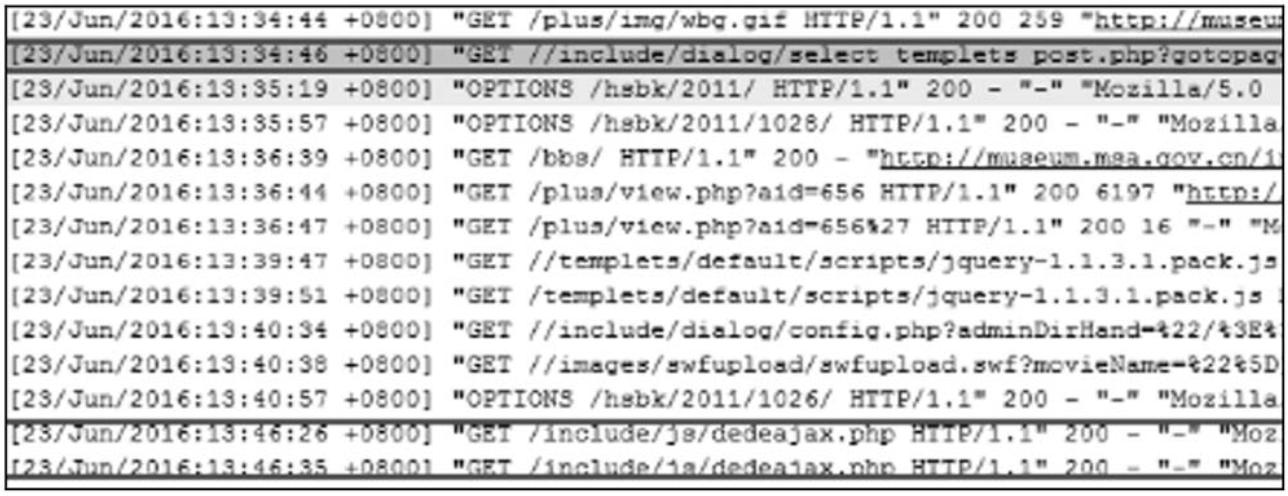 [23/Jun/2016:13:34:44 +0800] "GET /plus/img/wbg.gif HTTP/1.1" 200 259 "http://museum
[23/Jun/2016:13:34:46 +0800] "GET //include/dialog/select_templets_post.php?gotopag
[23/Jun/2016:13:35:19 +0800] "OPTIONS /hsbk/2011/ HTTP/1.1" 200 - "-" "Mozilla/5.0
[23/Jun/2016:13:35:57 +0800] "OPTIONS /hsbk/2011/1028/ HTTP/1.1" 200 - "-" "Mozilla
[23/Jun/2016:13:36:39 +0800] "GET /bbs/ HTTP/1.1" 200 - "http://museum.msa.gov.cn/i
[23/Jun/2016:13:36:44 +0800] "GET /plus/view.php?aid=656 HTTP/1.1" 200 6197 "http:/
[23/Jun/2016:13:36:47 +0800] "GET /plus/view.php?aid=656%27 HTTP/1.1" 200 16 "-" "M
[23/Jun/2016:13:39:47 +0800] "GET //templets/default/scripts/jquery-1.1.3.1.pack.js
[23/Jun/2016:13:39:51 +0800] "GET /templets/default/scripts/jquery-1.1.3.1.pack.js
[23/Jun/2016:13:40:34 +0800] "GET //include/dialog/config.php?adminDirHand=%22/%3E%
[23/Jun/2016:13:40:38 +0800] "GET //images/swfupload/swfupload.swf?movieName=%22%5D
[23/Jun/2016:13:40:57 +0800] "OPTIONS /hsbk/2011/1026/ HTTP/1.1" 200 - "-" "Mozilla
[23/Jun/2016:13:46:26 +0800] "GET /include/js/dedeajax.php HTTP/1.1" 200 - "-" "Moz
[23/Jun/2016:13:46:35 +0800] "GET /include/js/dedeajax.php HTTP/1.1" 200 - "-" "Moz